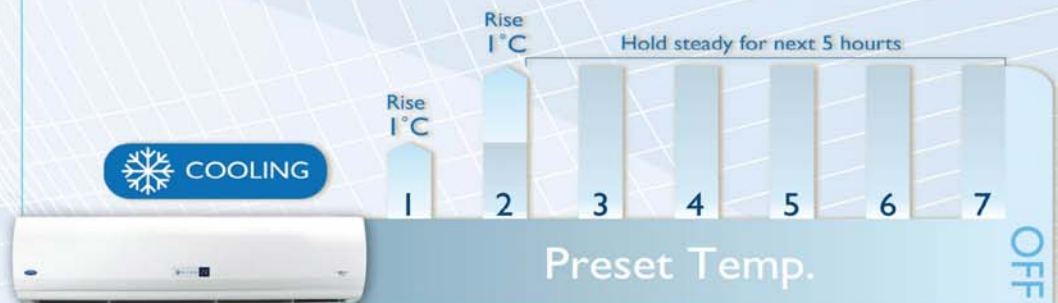 Rise
1°C
Hold steady for next 5 hourts
Rise
1°C
COOLING
1 2 3 4 5 6 7
Preset Temp.
OFF